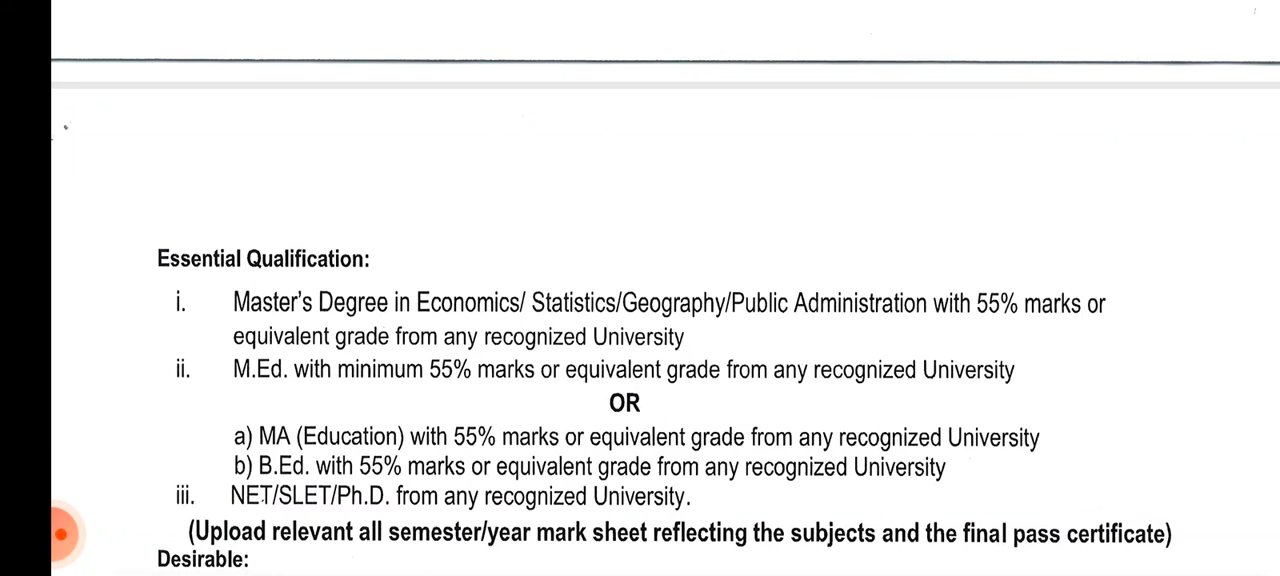 Essential Qualification:
i. Master's Degree in Economics/ Statistics/Geography/Public Administration with 55% marks or
equivalent grade from any recognized University
ii. M.Ed. with minimum 55% marks or equivalent grade from any recognized University
OR
a) MA (Education) with 55% marks or equivalent grade from any recognized University
b) B.Ed. with 55% marks or equivalent grade from any recognized University
iii. NET/SLET/Ph.D. from any recognized University.
(Upload relevant all semester/year mark sheet reflecting the subjects and the final pass certificate)
Desirable: